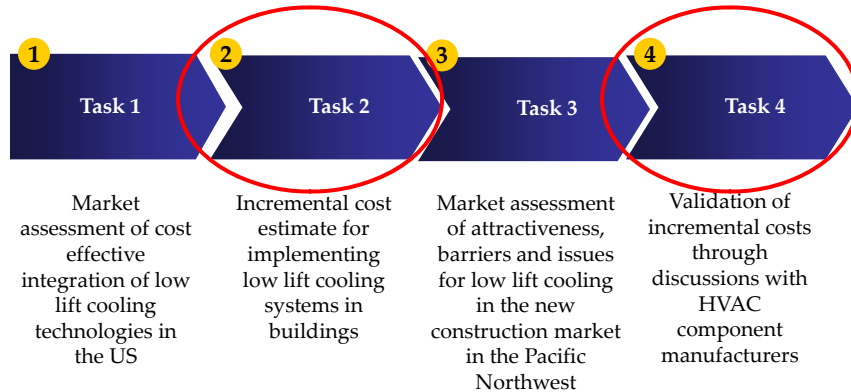 1
Task 1
Market
assessment of cost
effective
integration of low
lift cooling
technologies in
the US
2
Task 2
Incremental cost
estimate for
implementing
low lift cooling
systems in
buildings
3
Task 3
Market assessment
of attractiveness,
barriers and issues
for low lift cooling
in the new
construction market
in the Pacific
Northwest
4
Task 4
Validation of
incremental costs
through
discussions with
HVAC
component
manufacturers